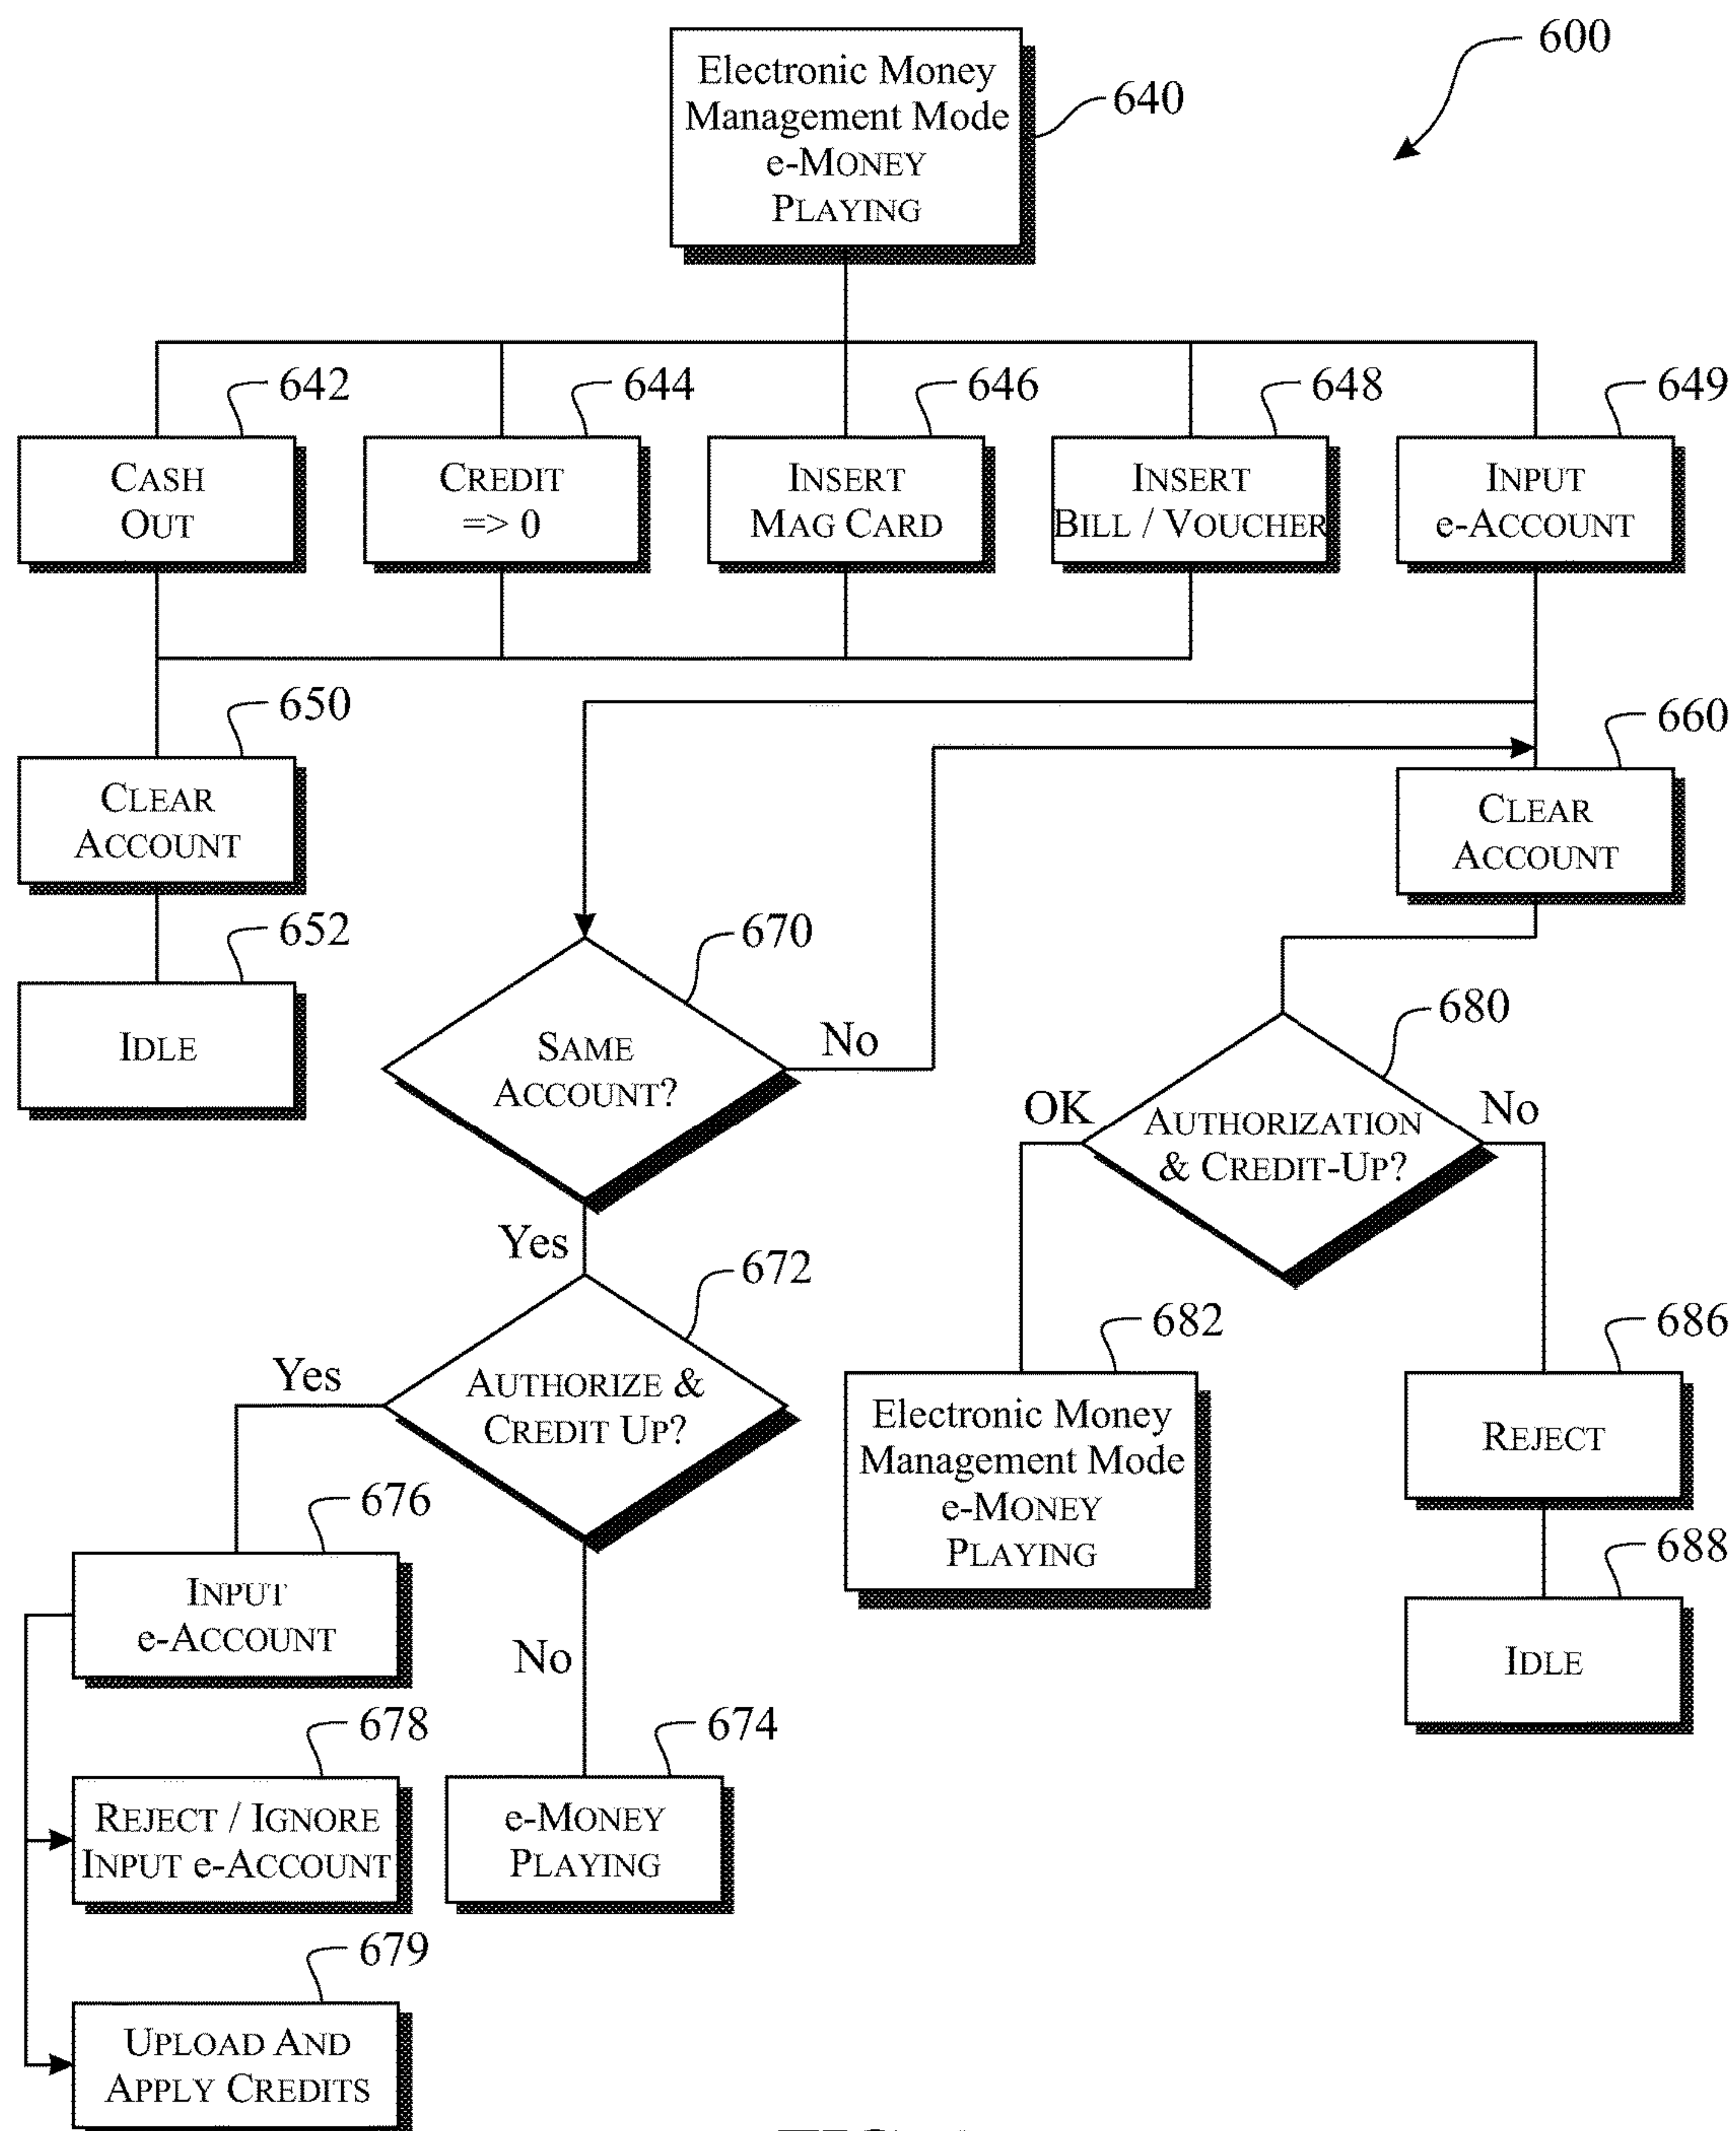 600
Electronic Money
Management Mode
e-MONEY
PLAYING
640
642
644
646
648
649
CASH
OUT
CREDIT
=> 0
INSERT
MAG CARD
INSERT
BILL / VOUCHER
INPUT
e-ACCOUNT
650
660
CLEAR
ACCOUNT
CLEAR
ACCOUNT
652
670
IDLE
SAME
ACCOUNT?
No
680
OK
AUTHORIZATION
& CREDIT-UP?
No
Yes
672
Yes
AUTHORIZE &
CREDIT UP?
682
686
Electronic Money
Management Mode
e-MONEY
PLAYING
REJECT
676
688
INPUT
e-ACCOUNT
No
IDLE
678
674
REJECT / IGNORE
INPUT e-ACCOUNT
e-MONEY
PLAYING
679
UPLOAD AND
APPLY CREDITS